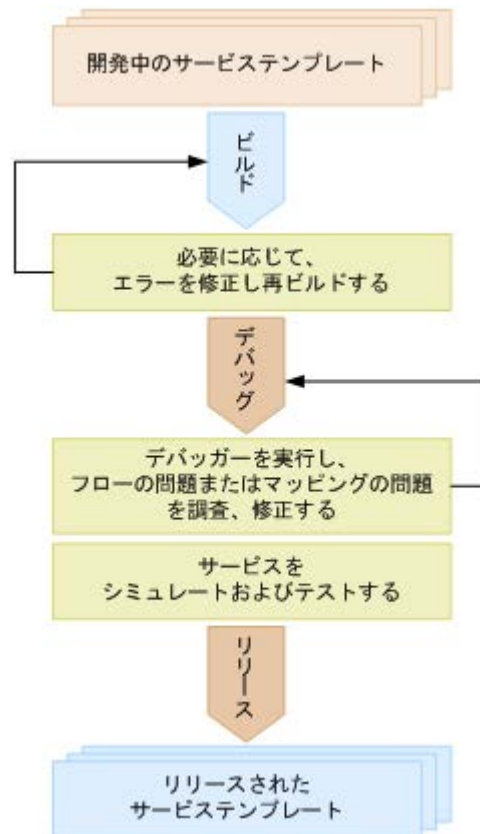 開発中のサービステンプレート
ビルド
必要に応じて、
エラーを修正し再ビルドする
デバッグ
デバッガーを実行し、
フローの問題またはマッピングの問題
を調査、修正する
サービスを
シミュレートおよびテストする
リリース
リリースされた
サービステンプレート